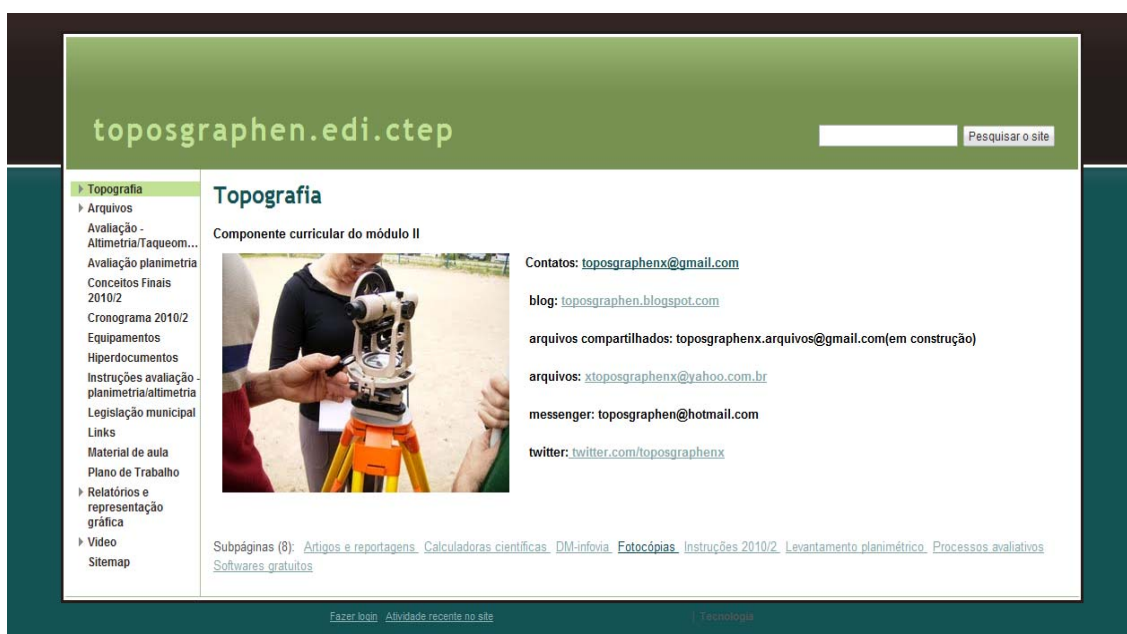 toposgraphen.edi.ctep
Pesquisar o site
Topografia
Arquivos
Avaliação -
Altimetria/Taqueom...
Avaliação planimetria
Conceitos Finais
2010/2
Cronograma 2010/2
Equipamentos
Hiperdocumentos
Instruções avaliação -
planimetria/altimetria
Legislação municipal
Links
Material de aula
Plano de Trabalho
Relatórios e
representação
gráfica
Video
Sitemap
Topografia
Componente curricular do módulo II
Contatos: toposgraphenx@gmail.com
blog: toposgraphen.blogspot.com
arquivos compartilhados: toposgraphenx.arquivos@gmail.com(em construção)
arquivos: xtoposgraphenx@yahoo.com.br
messenger: toposgraphen@hotmail.com
twitter: twitter.com/toposgraphenx
Subpáginas (8): Artigos e reportagens Calculadoras científicas DM-infovia Fotocópias Instruções 2010/2 Levantamento planimétrico Processos avaliativos
Softwares gratuitos
Fazer login Atividade recente no site | Tecnologia